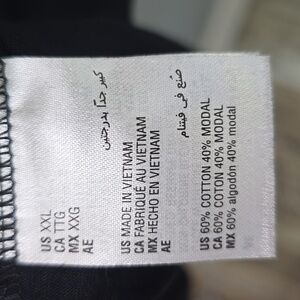 US XXL
CA TTG
MX XXG
AE
كبير جداً بدرجتين
US MADE IN VIETNAM
CA FABRIQUÉ AU VIETNAM
MX HECHO EN VIETNAM
AE
صُنع في فيتنام
US 60% COTTON 40% MODAL
CA 60% COTON 40% MODAL
MX 60% algodón 40% modal